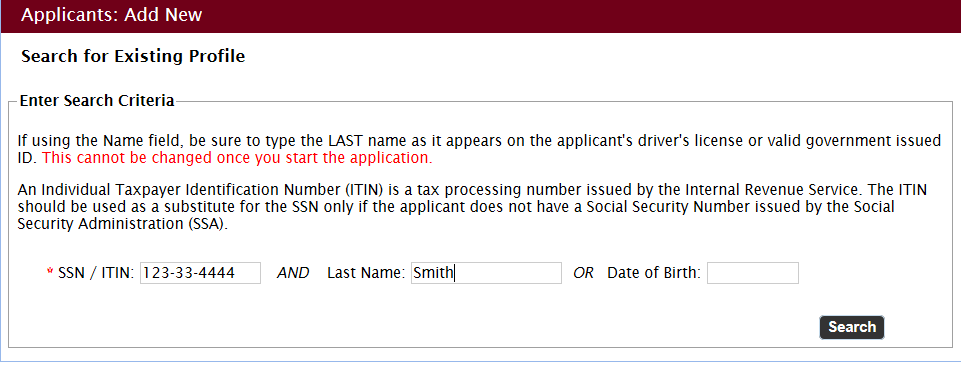 Applicants: Add New
Search for Existing Profile
Enter Search Criteria
If using the Name field, be sure to type the LAST name as it appears on the applicant's driver's license or valid government issued
ID. This cannot be changed once you start the application.
An Individual Taxpayer Identification Number (ITIN) is a tax processing number issued by the Internal Revenue Service. The ITIN
should be used as a substitute for the SSN only if the applicant does not have a Social Security Number issued by the Social
Security Administration (SSA).
* SSN / ITIN: 123-33-4444 AND Last Name: Smith OR Date of Birth:
Search